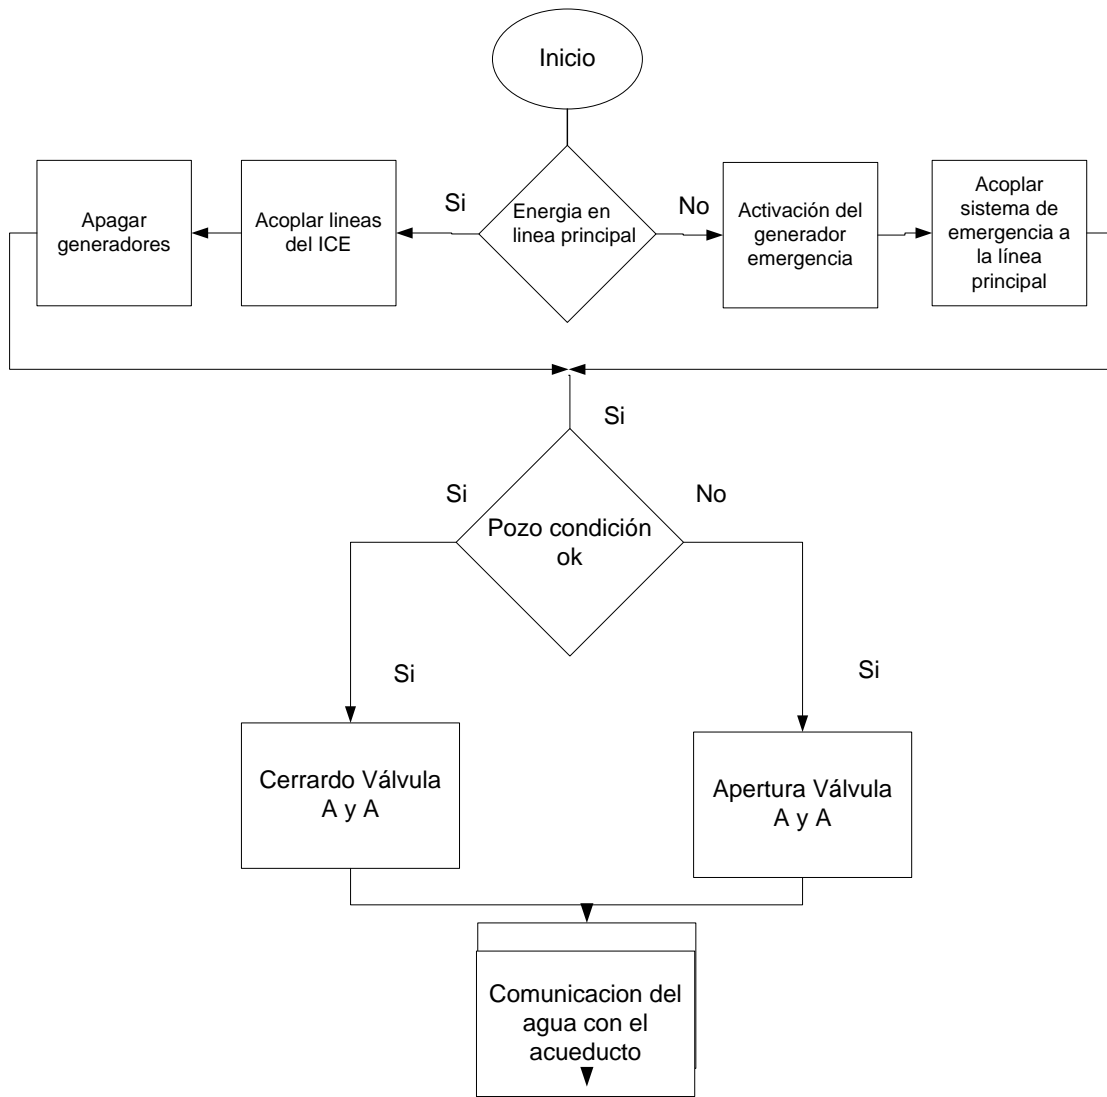 Inicio
Si
Energia en
linea principal
No
Apagar
generadores
Acoplar lineas
del ICE
Activación del
generador
emergencia
Acoplar
sistema de
emergencia a
la línea
principal
Si
Si
Pozo condición
ok
No
Si
Si
Cerrardo Válvula
A y A
Apertura Válvula
A y A
Comunicacion del
agua con el
acueducto